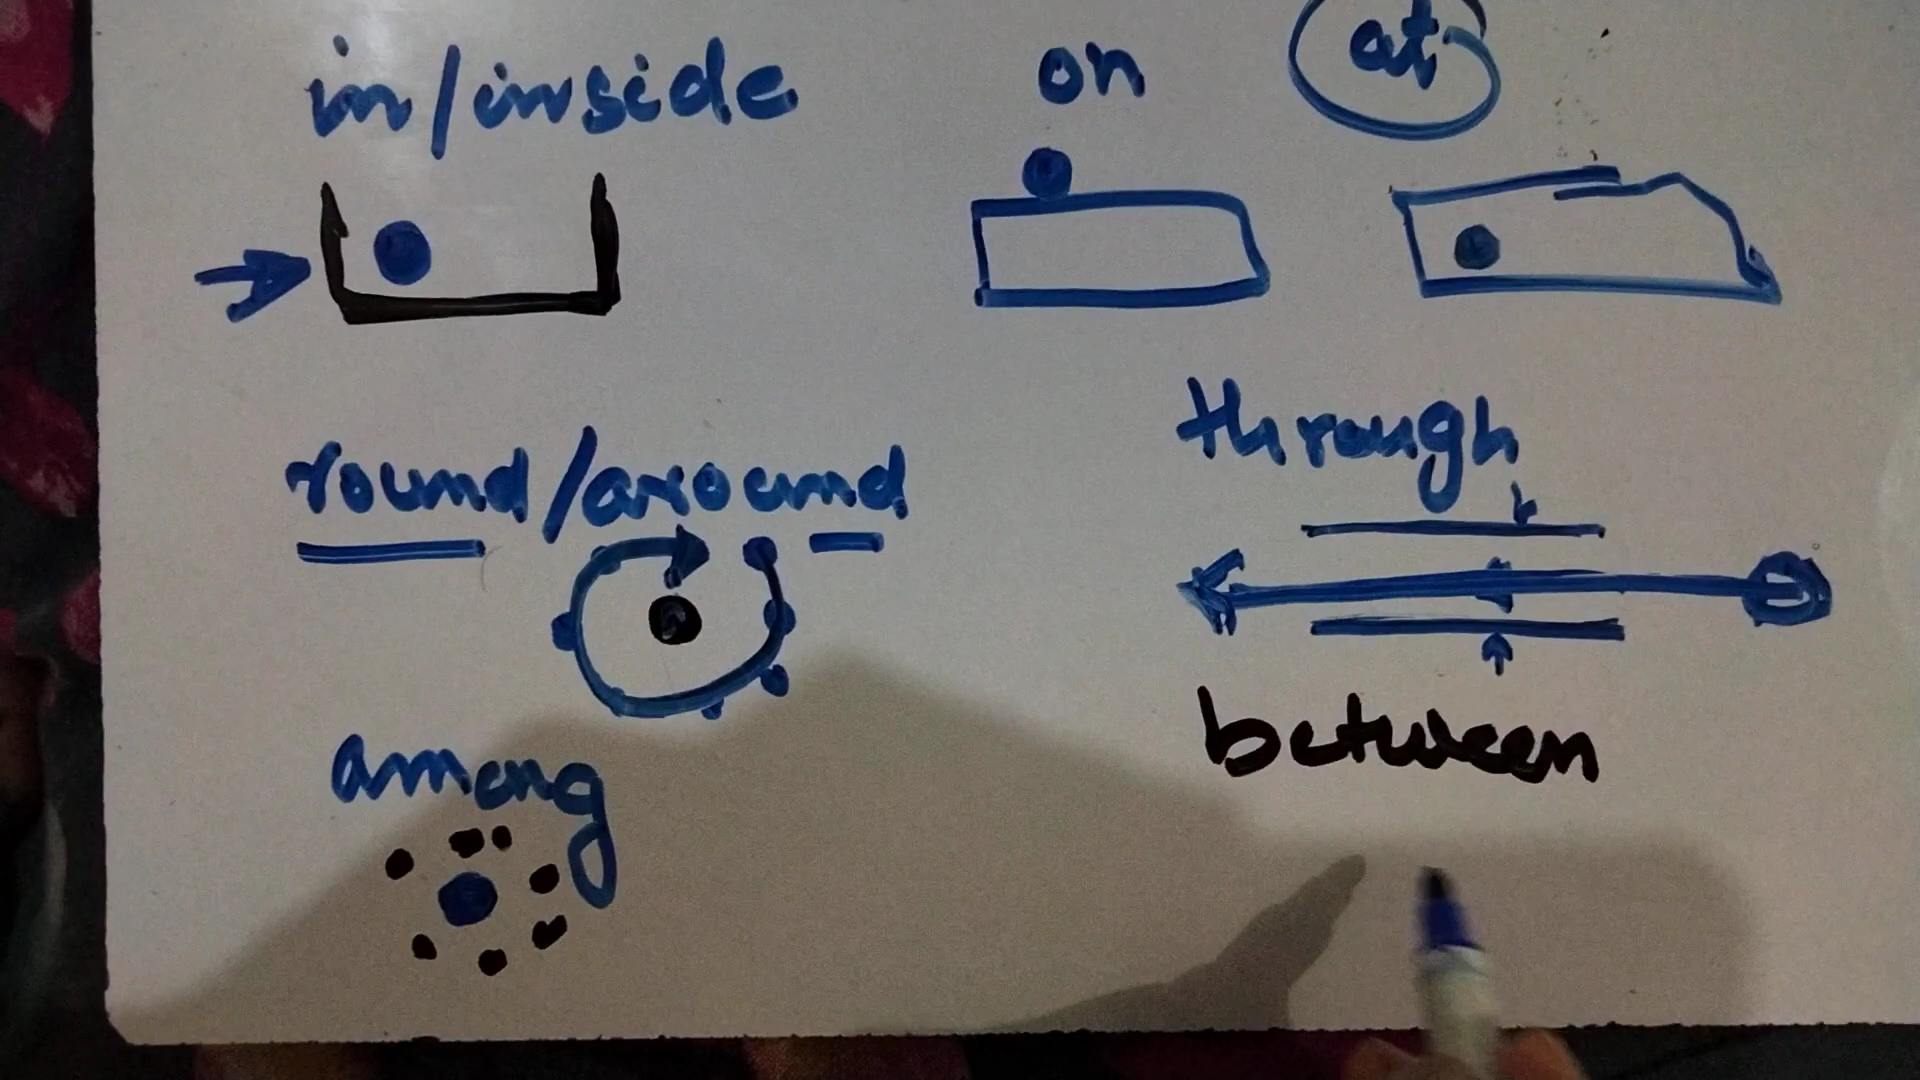 in/inside on at
round/around through
among between